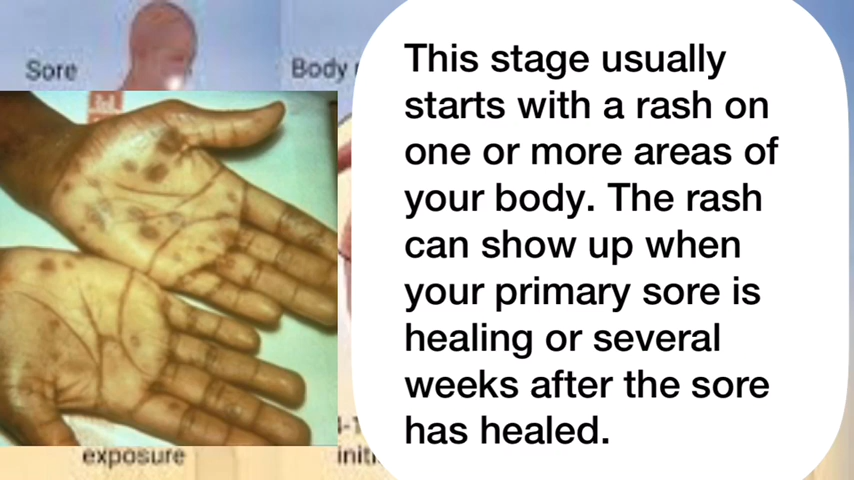 Sore
Body
This stage usually
starts with a rash on
one or more areas of
your body. The rash
can show up when
your primary sore is
healing or several
weeks after the sore
has healed.
exposure